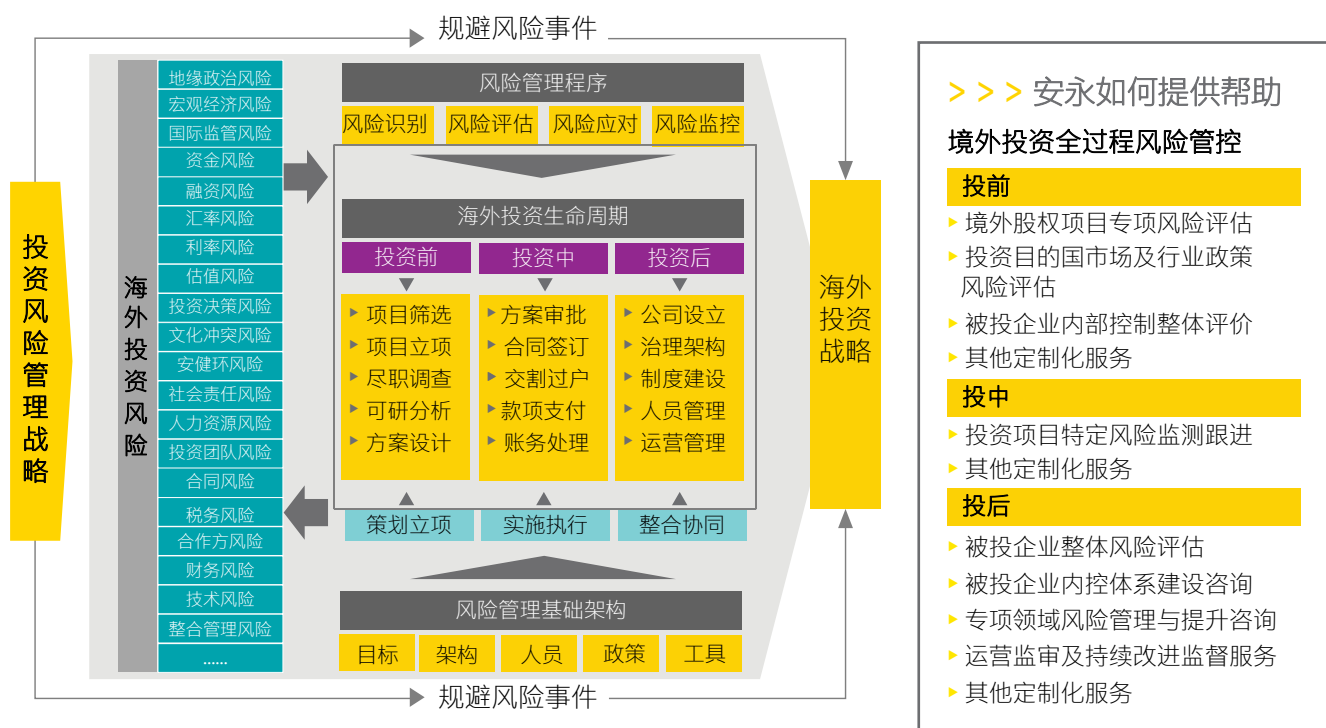 规避风险事件
投资风险管理战略
海外投资风险
地缘政治风险
宏观经济风险
国际监管风险
资金风险
融资风险
汇率风险
利率风险
估值风险
投资决策风险
文化冲突风险
安健环风险
社会责任风险
人力资源风险
投资团队风险
合同风险
税务风险
合作方风险
财务风险
技术风险
整合管理风险
......
风险管理程序
风险识别 风险评估 风险应对 风险监控
海外投资生命周期
投资前
项目筛选
项目立项
尽职调查
可研分析
方案设计
策划立项
投资中
方案审批
合同签订
交割过户
款项支付
账务处理
实施执行
投资后
公司设立
治理架构
制度建设
人员管理
运营管理
整合协同
风险管理基础架构
目标 架构 人员 政策 工具
海外
投资
战略
规避风险事件
> > > 安永如何提供帮助
境外投资全过程风险管控
投前
境外股权项目专项风险评估
投资目的国市场及行业政策
风险评估
被投企业内部控制整体评价
其他定制化服务
投中
投资项目特定风险监测跟进
其他定制化服务
投后
被投企业整体风险评估
被投企业内控体系建设咨询
专项领域风险管理与提升咨询
运营监审及持续改进监督服务
其他定制化服务